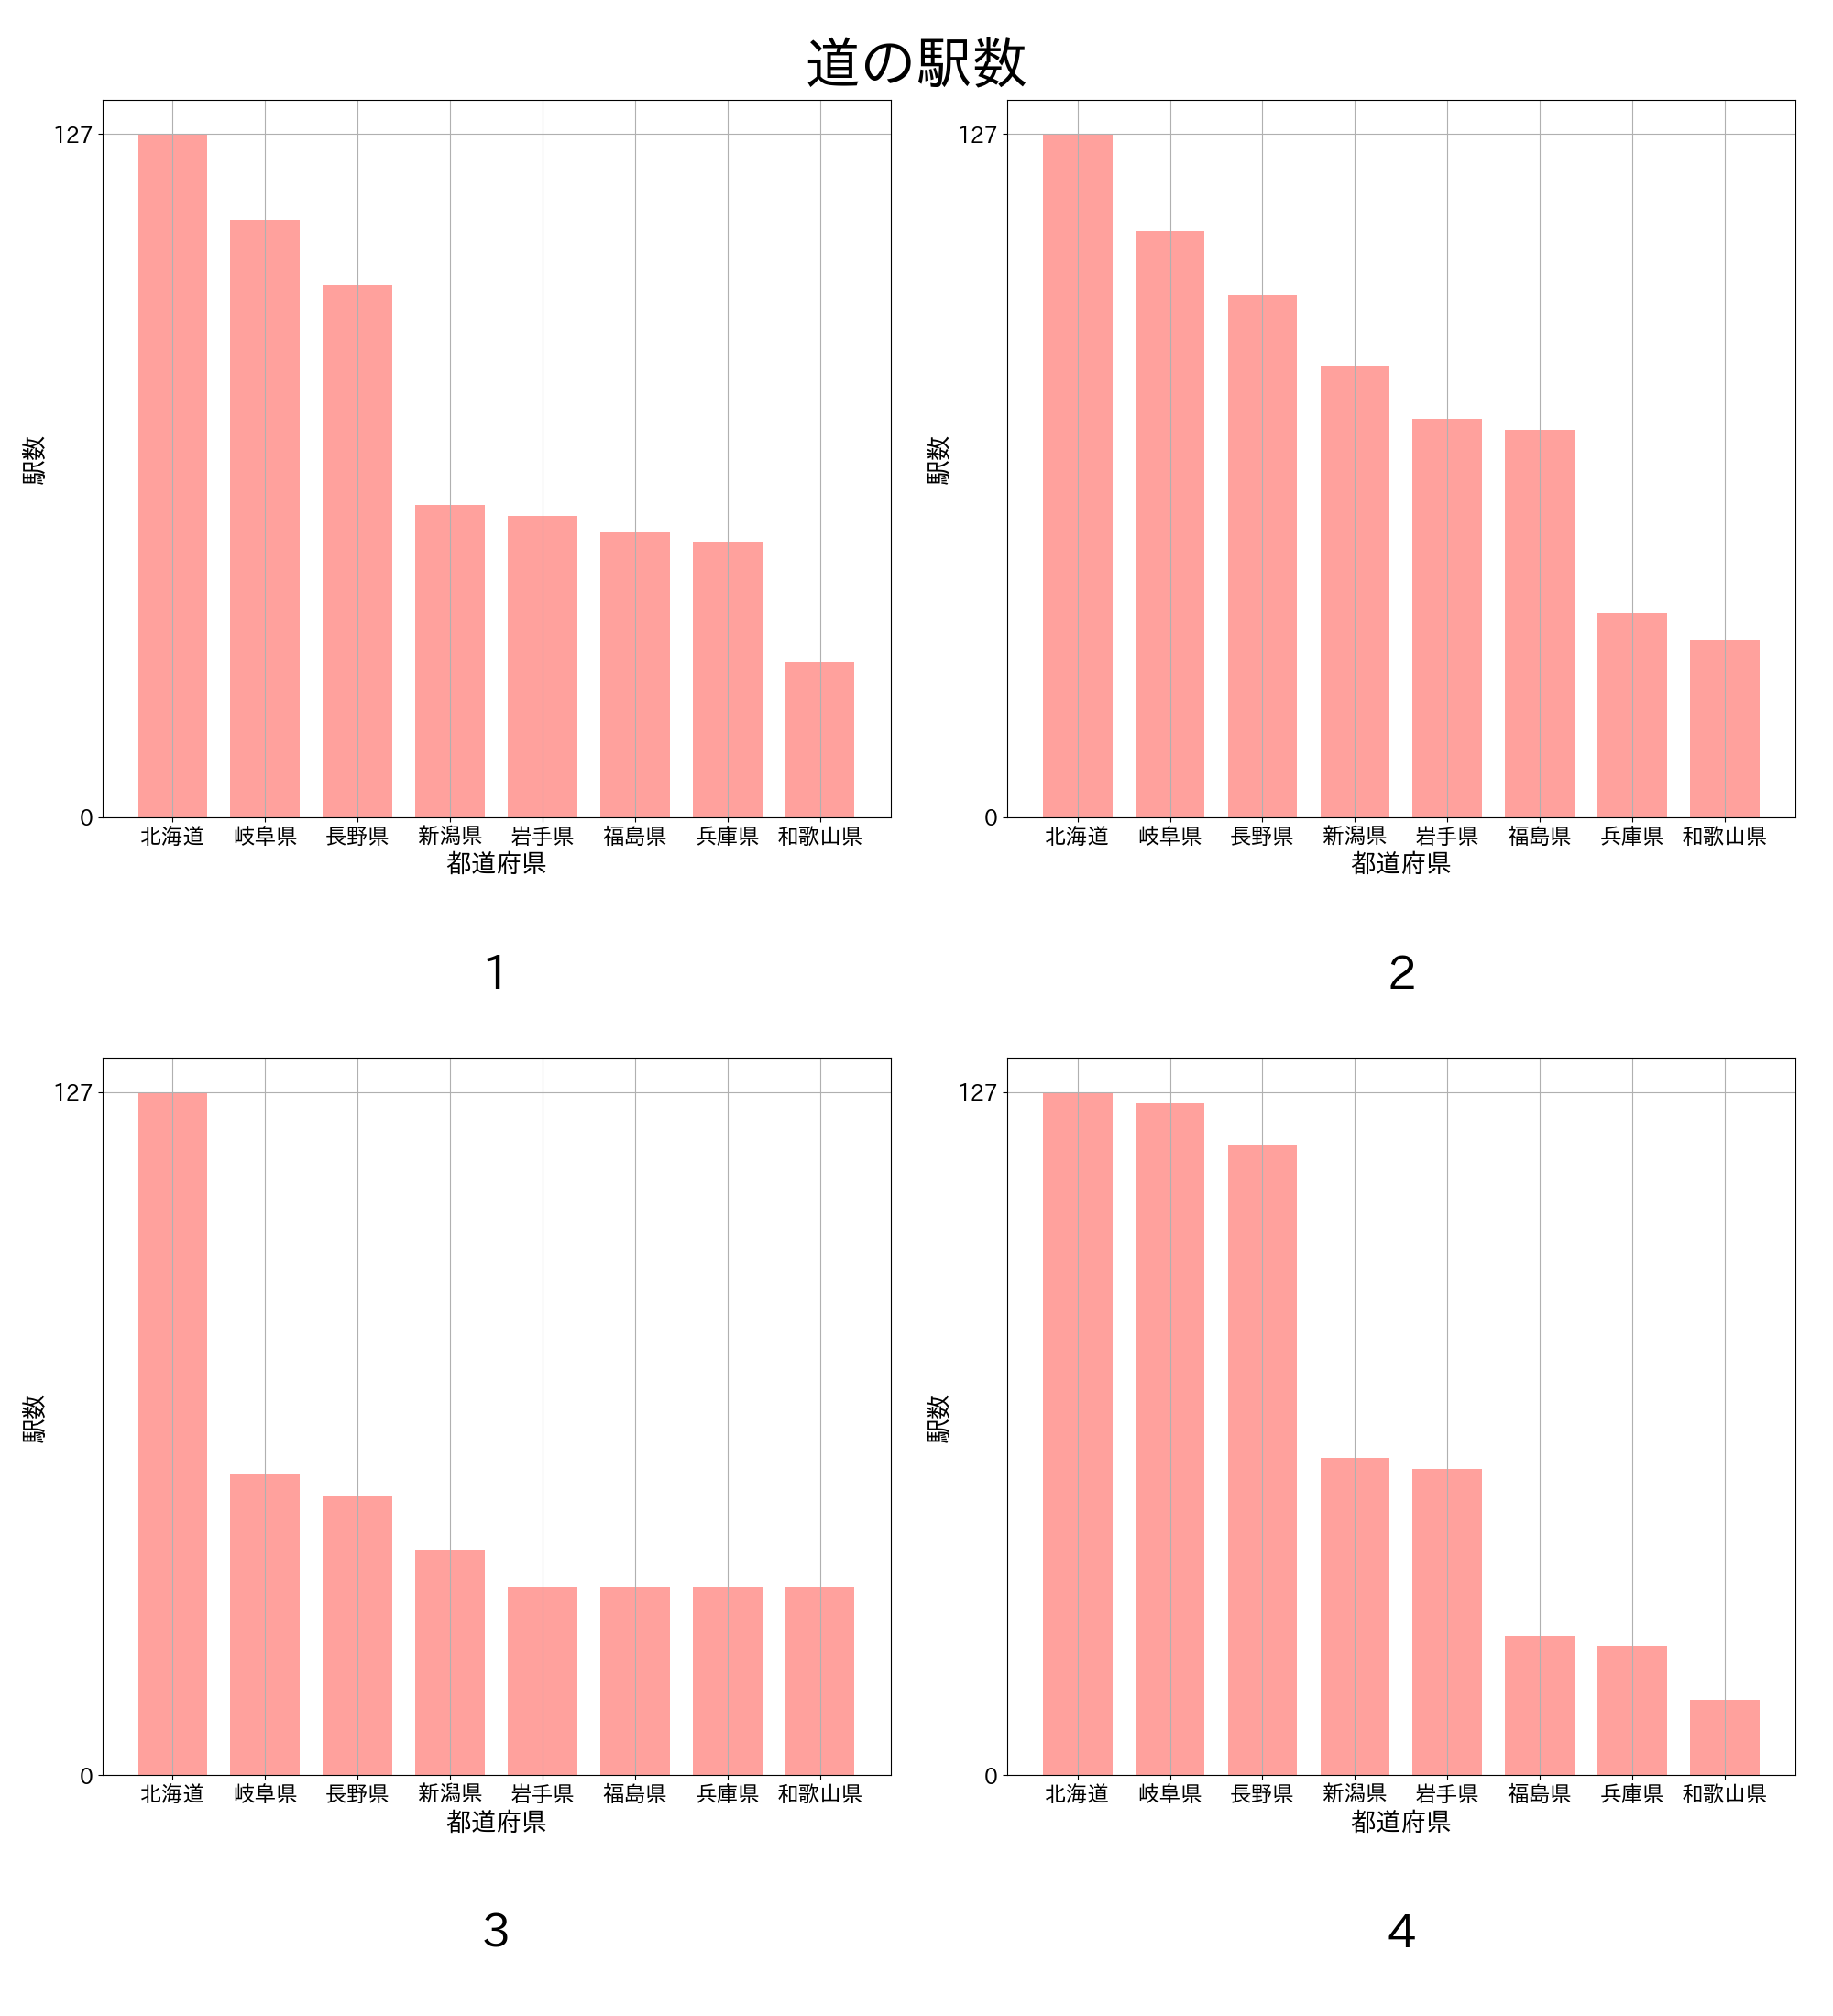 道の駅数
127
0
駅数
北海道 岐阜県 長野県 新潟県 岩手県 福島県 兵庫県 和歌山県
都道府県
1
127
0
駅数
北海道 岐阜県 長野県 新潟県 岩手県 福島県 兵庫県 和歌山県
都道府県
2
127
0
駅数
北海道 岐阜県 長野県 新潟県 岩手県 福島県 兵庫県 和歌山県
都道府県
3
127
0
駅数
北海道 岐阜県 長野県 新潟県 岩手県 福島県 兵庫県 和歌山県
都道府県
4